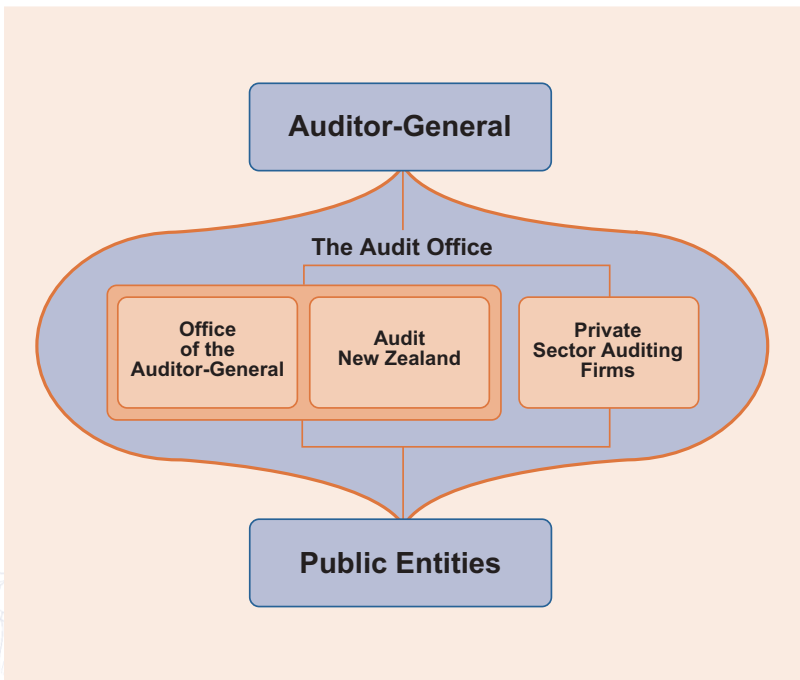 Auditor-General
The Audit Office
Office
of the
Auditor-General
Audit
New Zealand
Private
Sector Auditing
Firms
Public Entities